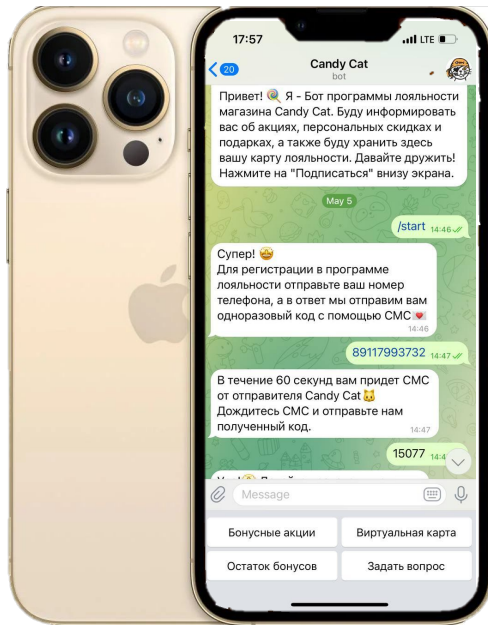 17:57
LTE
20
Candy Cat
bot
Привет! 🍭 Я - Бот программы лояльности
магазина Candy Cat. Буду информировать
вас об акциях, персональных скидках и
подарках, а также буду хранить здесь
вашу карту лояльности. Давайте дружить!
Нажмите на "Подписаться" внизу экрана.
May 5
/start 14:46
Супер! 🤩
Для регистрации в программе
лояльности отправьте ваш номер
телефона, а в ответ мы отправим вам
одноразовый код с помощью СМС💌
14:46
89117993732 14:47
В течение 60 секунд вам придет СМС
от отправителя Candy Cat🐱
Дождитесь СМС и отправьте нам
полученный код.
14:47
15077 14:4
Message
Бонусные акции
Виртуальная карта
Остаток бонусов
Задать вопрос